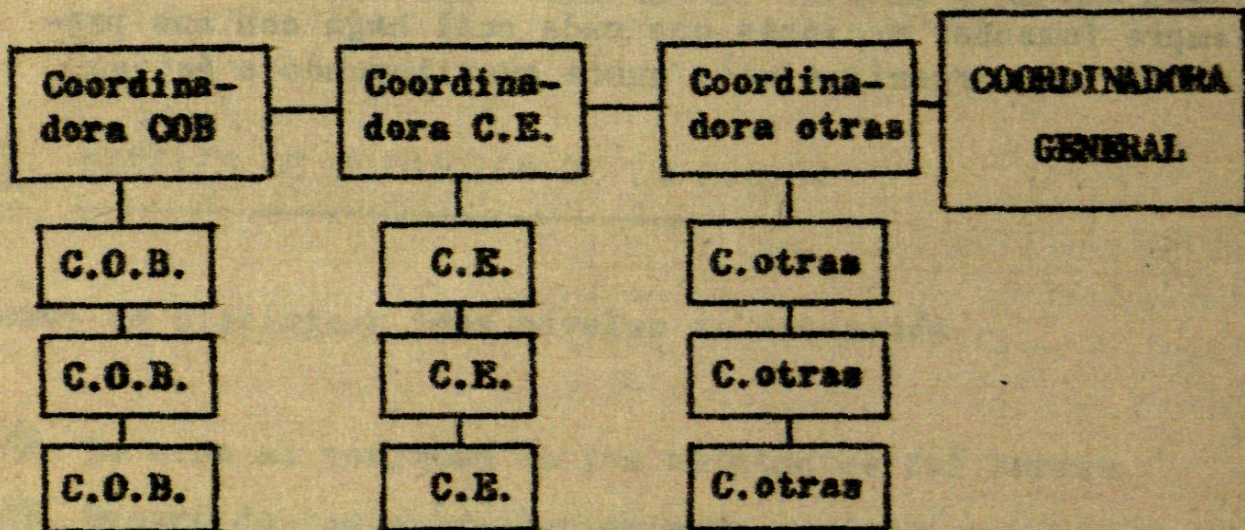 Coordina-
dora COB
Coordina-
dora C.E.
Coordina-
dora otras
COORDINADORA
GENERAL
C.O.B.
C.E.
C.otras
C.O.B.
C.E.
C.otras
C.O.B.
C.E.
C.otras